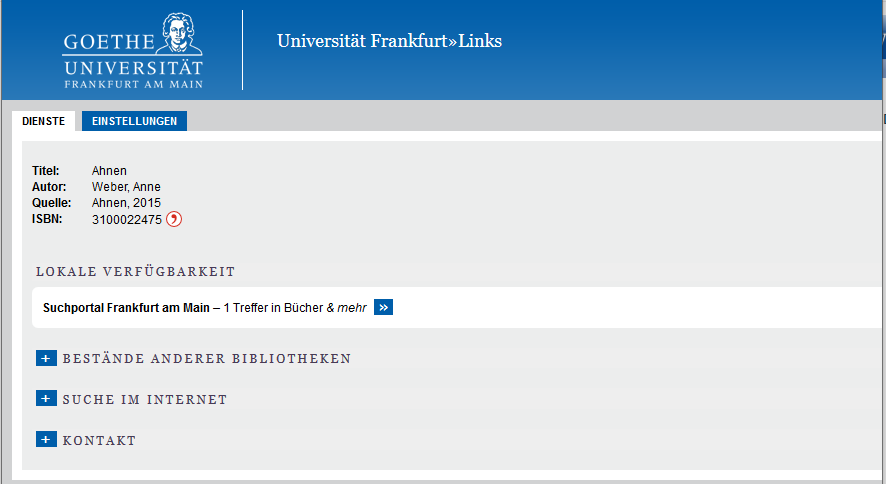 GOETHE
UNIVERSITÄT
FRANKFURT AM MAIN
Universität Frankfurt»Links
DIENSTE
EINSTELLUNGEN
Titel: Ahnen
Autor: Weber, Anne
Quelle: Ahnen, 2015
ISBN: 3100022475
LOKALE VERFÜGBARKEIT
Suchportal Frankfurt am Main – 1 Treffer in Bücher & mehr »
+ BESTÄNDE ANDERER BIBLIOTHEKEN
+ SUCHE IM INTERNET
+ KONTAKT